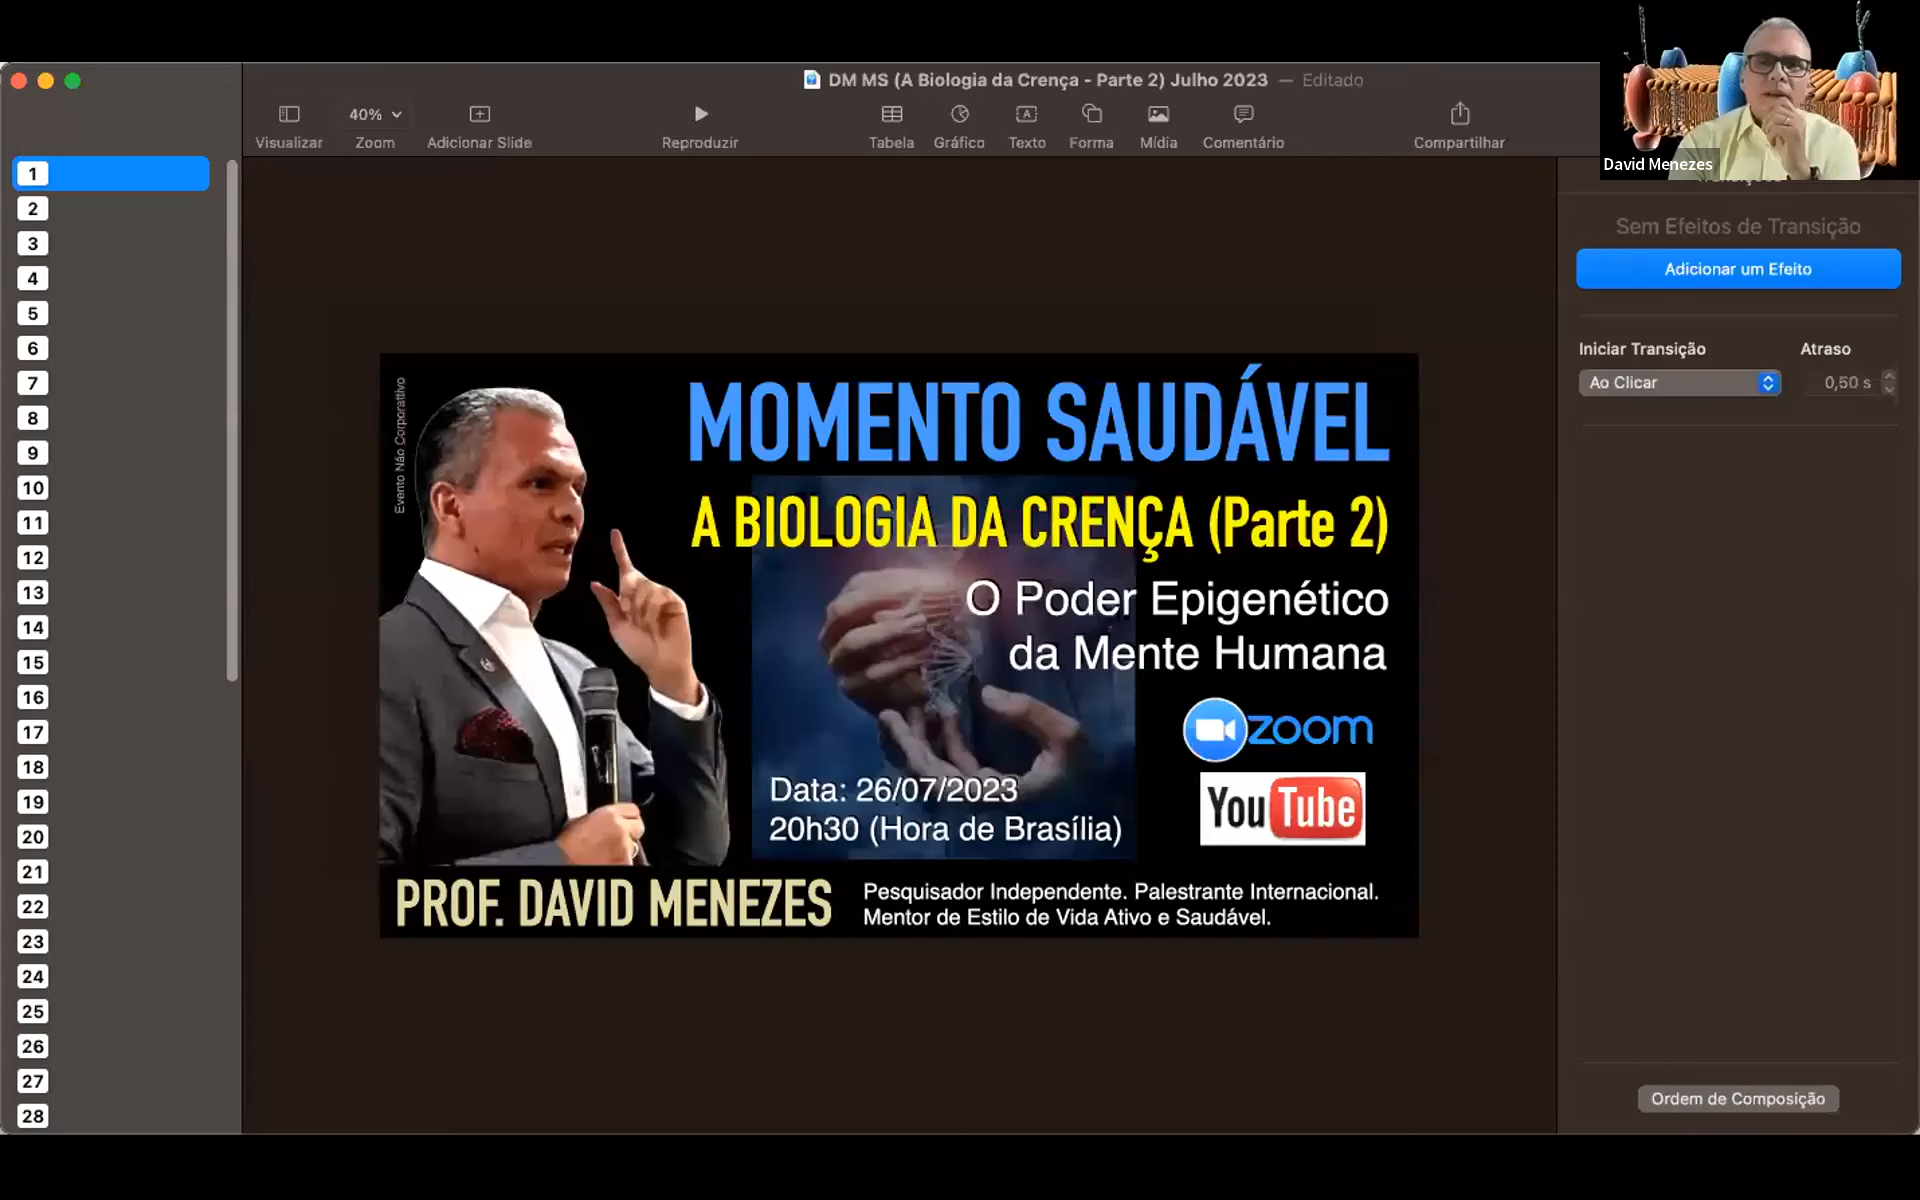 DM MS (A Biologia da Crença - Parte 2) Julho 2023 — Editado
Visualizar
40%
Zoom
Adicionar Slide
Reproduzir
Tabela
Gráfico
Texto
Forma
Mídia
Comentário
Compartilhar
David Menezes
1
2
3
4
5
6
7
8
9
10
11
12
13
14
15
16
17
18
19
20
21
22
23
24
25
26
27
28
Evento Não Corporativo
MOMENTO SAUDÁVEL
A BIOLOGIA DA CRENÇA (Parte 2)
O Poder Epigenético
da Mente Humana
zoom
YouTube
Data: 26/07/2023
20h30 (Hora de Brasília)
PROF. DAVID MENEZES
Pesquisador Independente. Palestrante Internacional.
Mentor de Estilo de Vida Ativo e Saudável.
Sem Efeitos de Transição
Adicionar um Efeito
Iniciar Transição
Atraso
Ao Clicar
0,50 s
Ordem de Composição